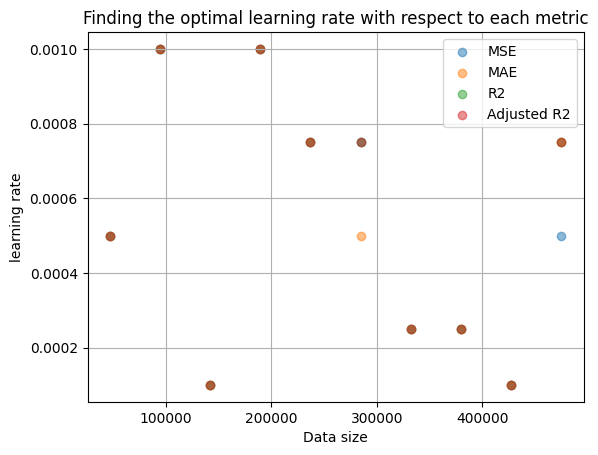 Finding the optimal learning rate with respect to each metric
MSE
MAE
R2
Adjusted R2
learning rate
0.0010
0.0008
0.0006
0.0004
0.0002
100000
200000
300000
400000
Data size